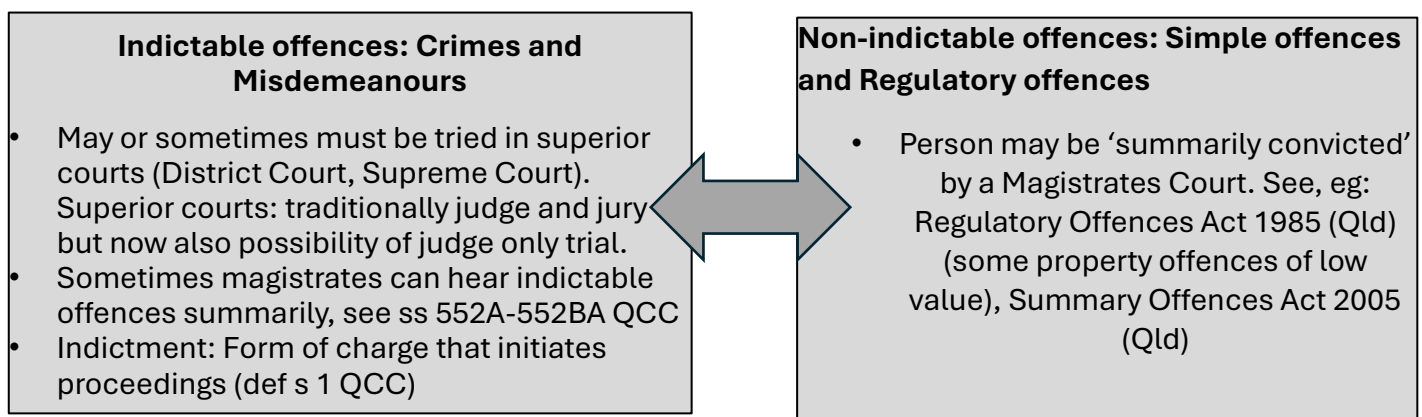 Indictable offences: Crimes and
Misdemeanours
• May or sometimes must be tried in superior
courts (District Court, Supreme Court).
Superior courts: traditionally judge and jury
but now also possibility of judge only trial.
• Sometimes magistrates can hear indictable
offences summarily, see ss 552A-552BA QCC
• Indictment: Form of charge that initiates
proceedings (def s 1 QCC)
Non-indictable offences: Simple offences
and Regulatory offences
• Person may be ‘summarily convicted’
by a Magistrates Court. See, eg:
Regulatory Offences Act 1985 (Qld)
(some property offences of low
value), Summary Offences Act 2005
(Qld)